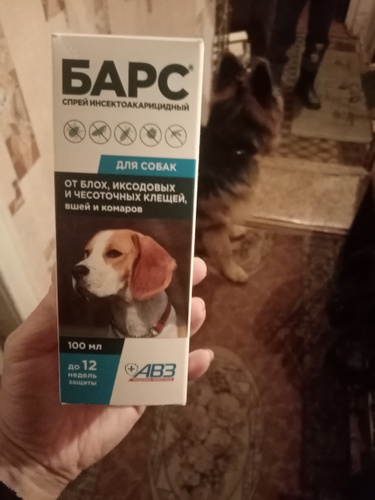 БАРС®
СПРЕЙ ИНСЕКТОАКАРИЦИДНЫЙ
ДЛЯ СОБАК
ОТ БЛОХ, ИКСОДОВЫХ
И ЧЕСОТОЧНЫХ КЛЕЩЕЙ,
вшей и комаров
100 мл
до 12
недель
защиты
АВЗ